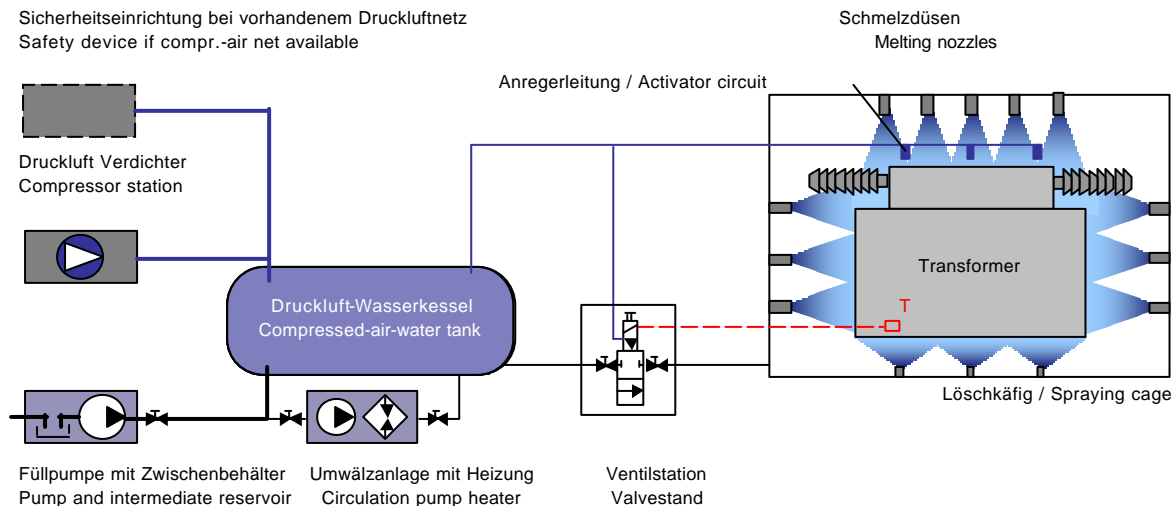 Sicherheitseinrichtung bei vorhandenem Druckluftnetz
Safety device if compr.-air net available
Schmelzdüsen
Melting nozzles
Anregerleitung / Activator circuit
Druckluft Verdichter
Compressor station
Druckluft-Wasserkessel
Compressed-air-water tank
Transformer
T
Löschkäfig / Spraying cage
Füllpumpe mit Zwischenbehälter
Pump and intermediate reservoir
Umwälzanlage mit Heizung
Circulation pump heater
Ventilstation
Valvestand